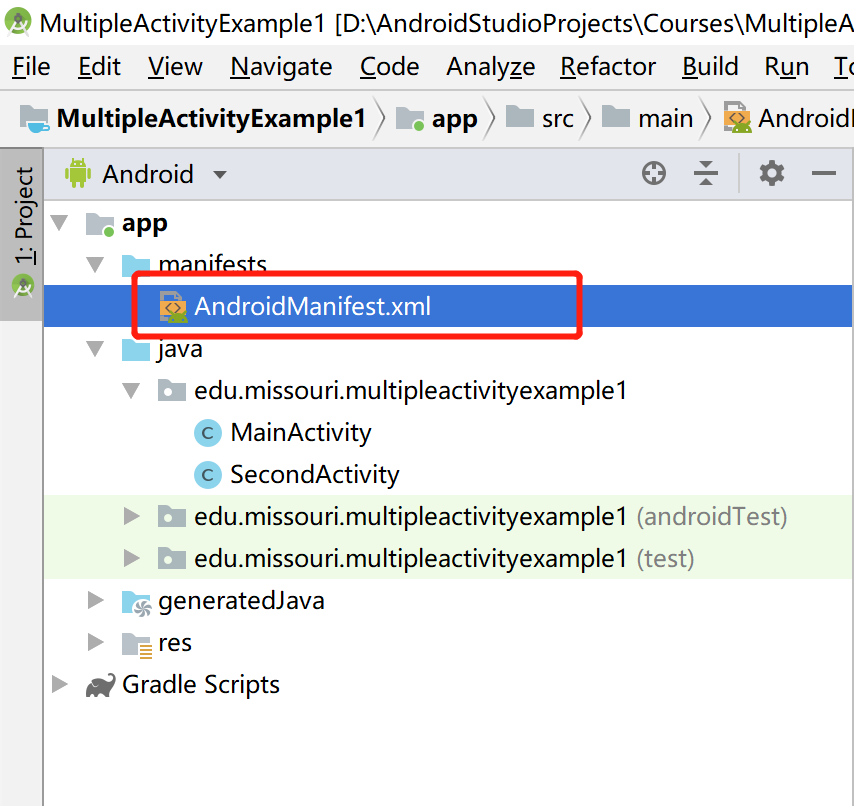 MultipleActivityExample1 [D:\AndroidStudioProjects\Courses\MultipleA
File Edit View Navigate Code Analyze Refactor Build Run To
MultipleActivityExample1 app src main Android
1: Project
Android
app
manifests
AndroidManifest.xml
java
edu.missouri.multipleactivityexample1
C MainActivity
C SecondActivity
edu.missouri.multipleactivityexample1 (androidTest)
edu.missouri.multipleactivityexample1 (test)
generatedJava
res
Gradle Scripts